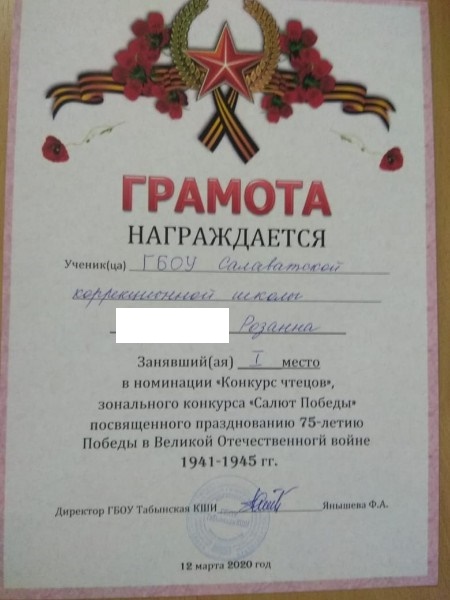 ГРАМОТА
НАГРАЖДАЕТСЯ
Ученик(ца) ГБОУ Салаватской
коррекционной школы
Розанна
Занявший(ая) I место
в номинации «Конкурс чтецов»,
зонального конкурса «Салют Победы»
посвященного празднованию 75-летию
Победы в Великой Отечественногй войне
1941-1945 гг.
Директор ГБОУ Табынская КШИ Янышева Ф.А.
12 марта 2020 год